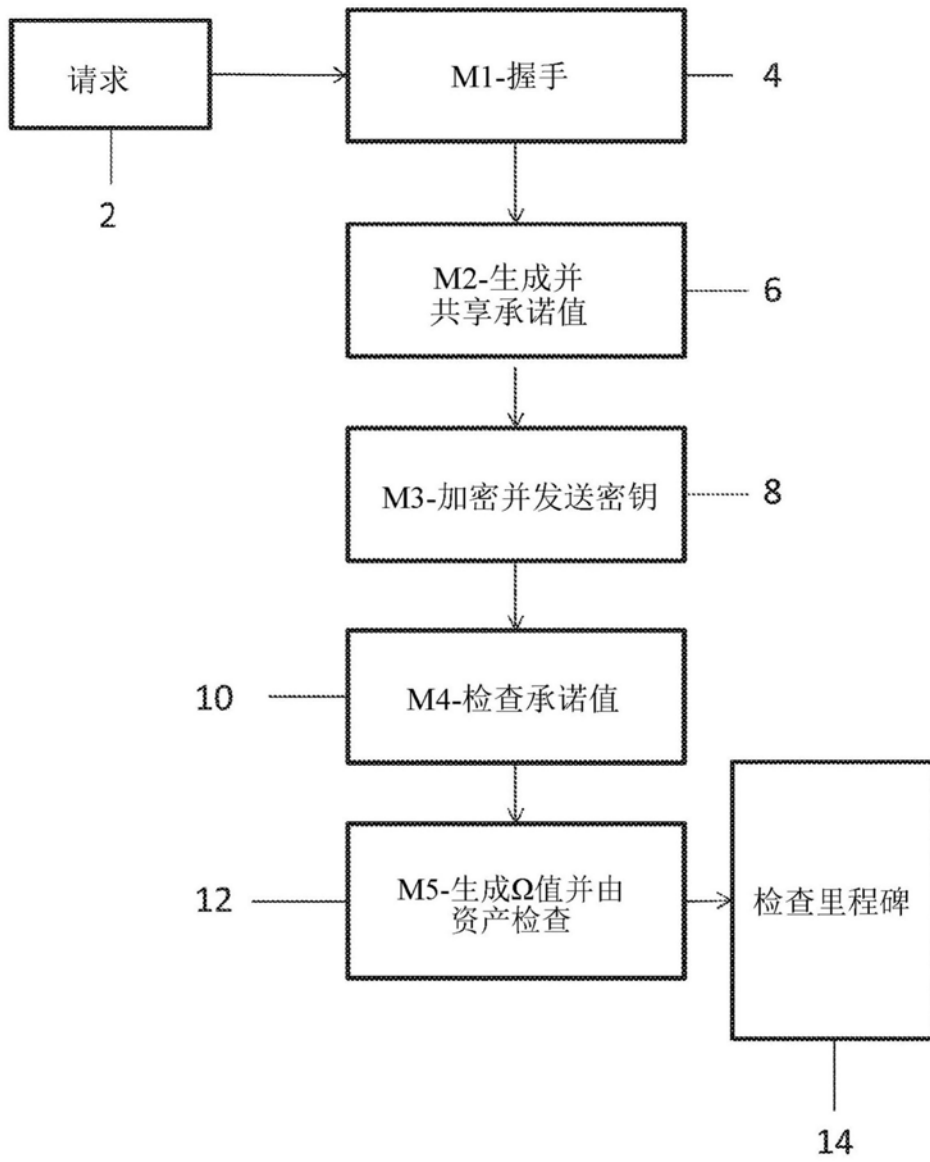 请求
M1-握手
4
2
M2-生成并
共享承诺值
6
M3-加密并发送密钥
8
10
M4-检查承诺值
12
M5-生成Ω值并由
资产检查
检查里程碑
14